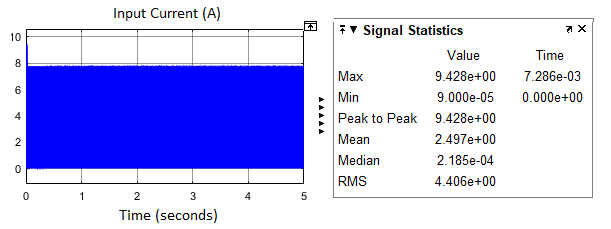 Input Current (A)
10
8
6
4
2
0
0
1
2
3
4
5
Time (seconds)
Signal Statistics
Value Time
Max 9.428e+00 7.286e-03
Min 9.000e-05 0.000e+00
Peak to Peak 9.428e+00
Mean 2.497e+00
Median 2.185e-04
RMS 4.406e+00